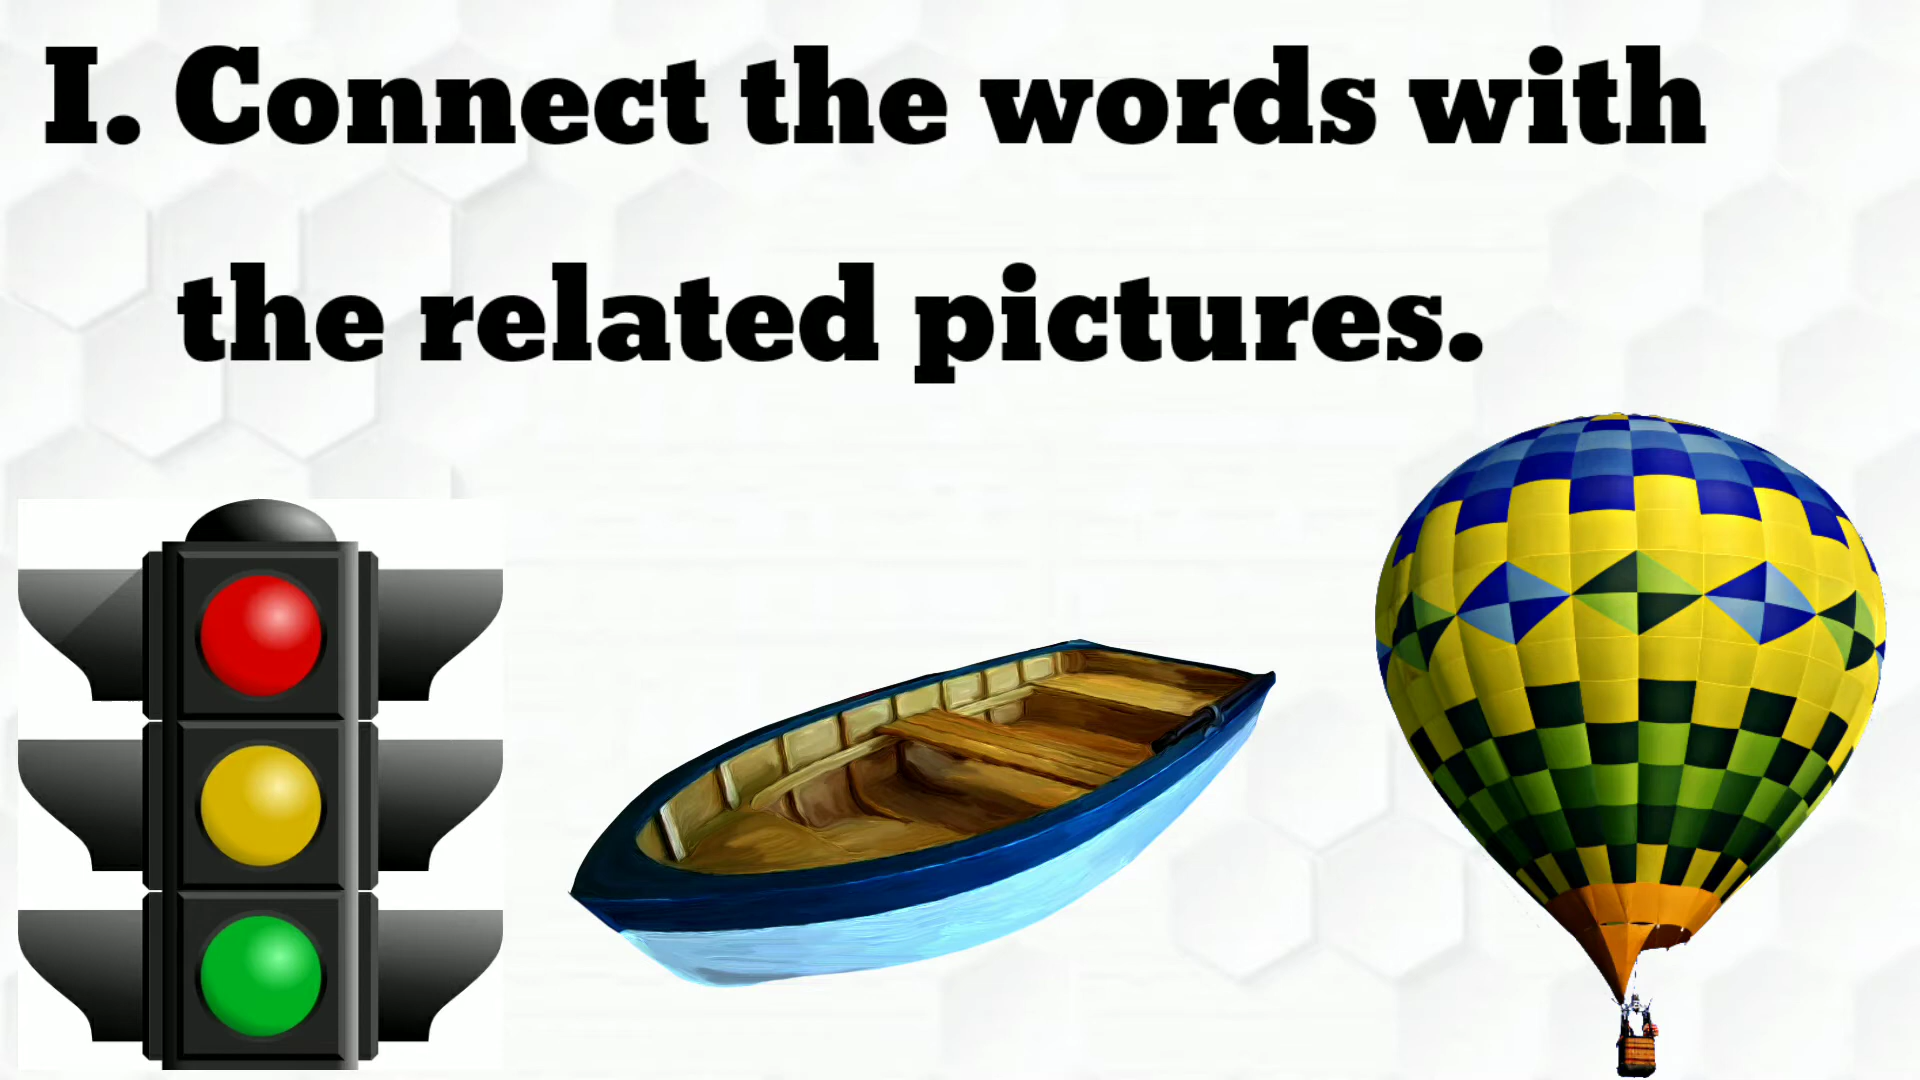 I. Connect the words with
the related pictures.